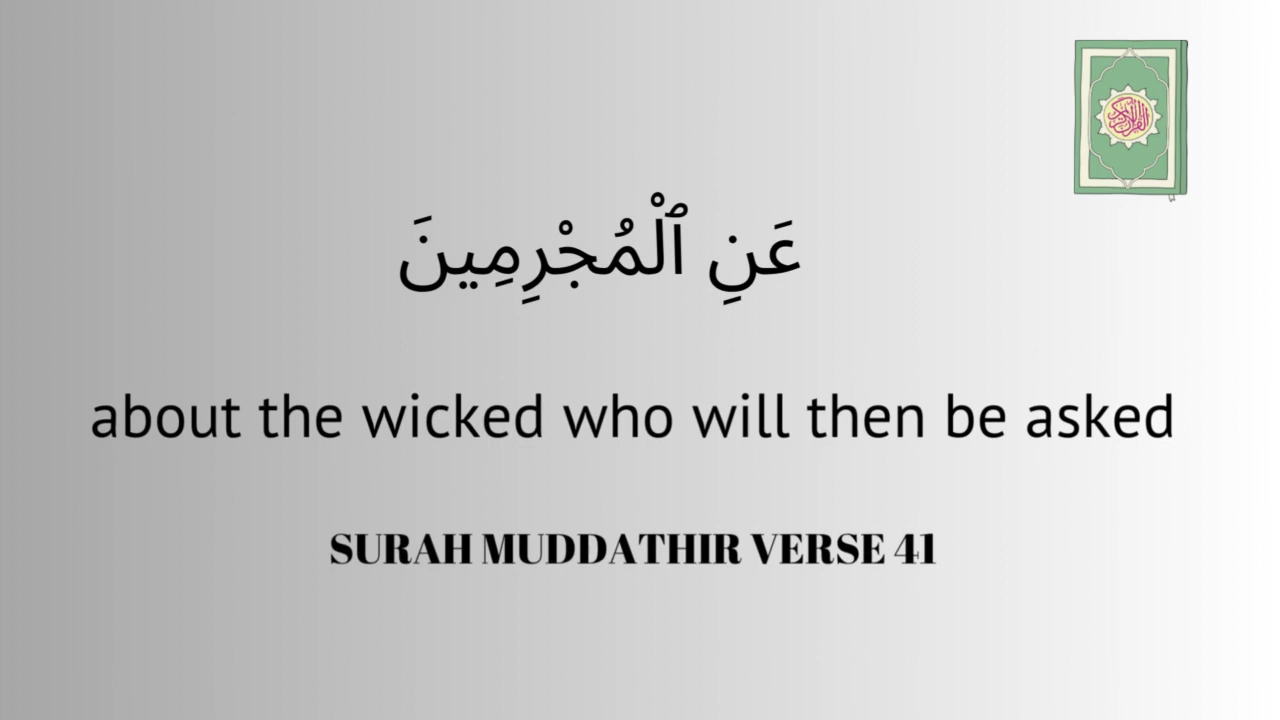 عَنِ ٱلْمُجْرِمِينَ
about the wicked who will then be asked
SURAH MUDDATHIR VERSE 41